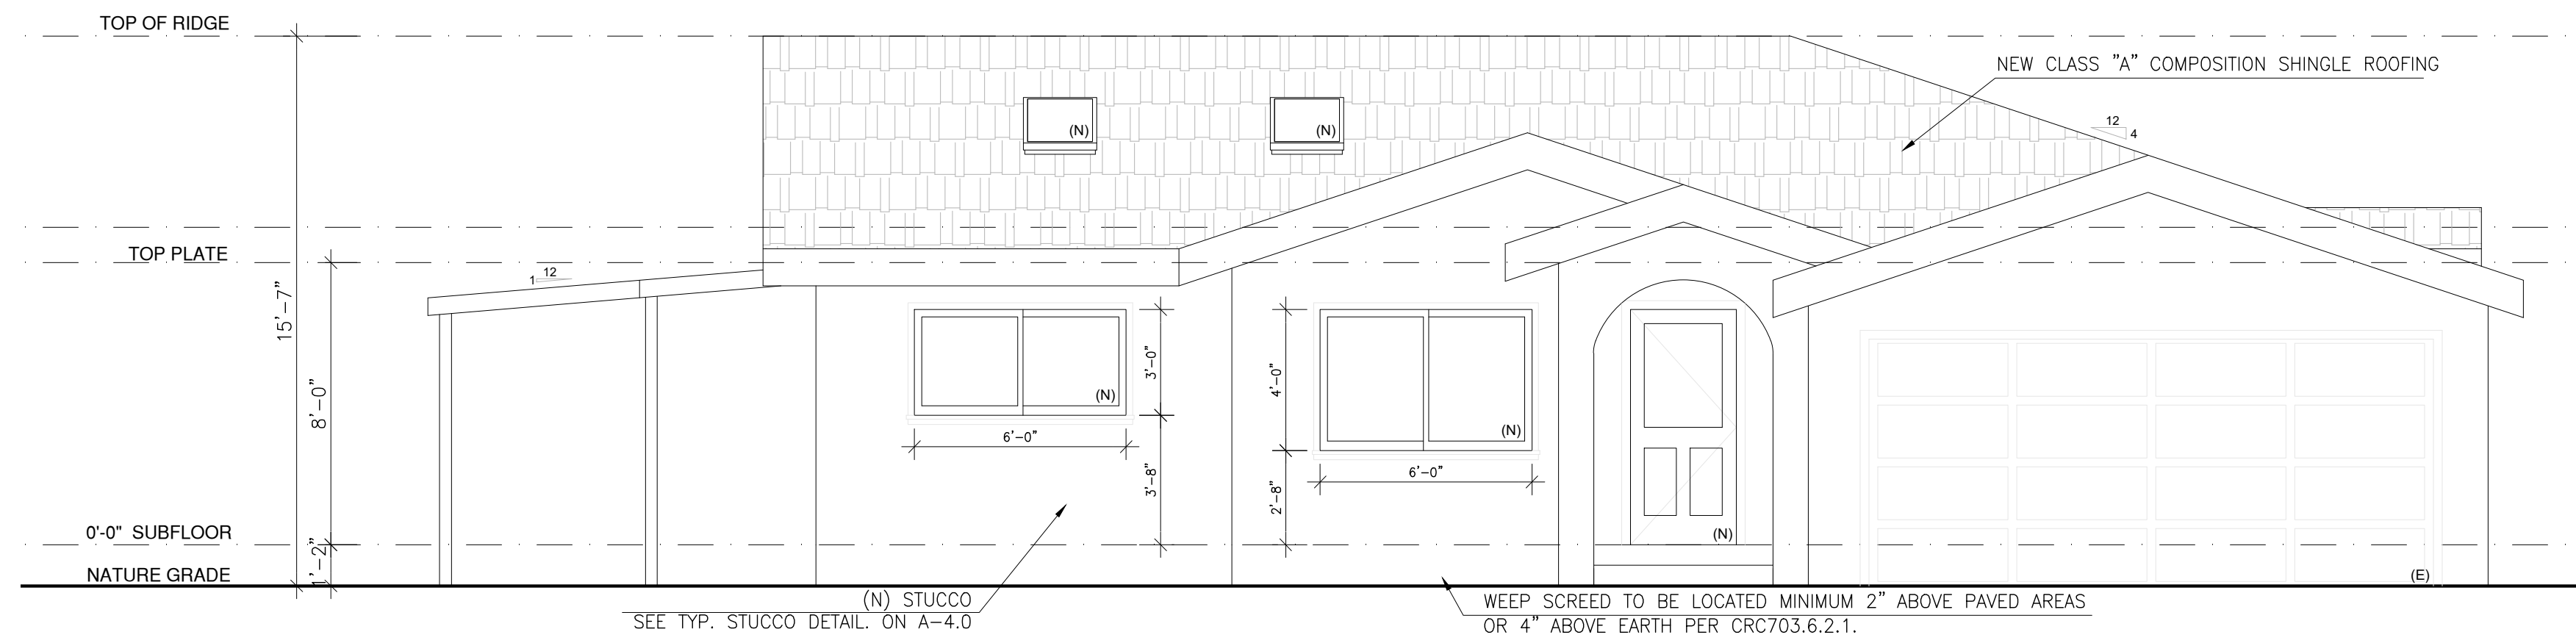 TOP OF RIDGE
NEW CLASS "A" COMPOSITION SHINGLE ROOFING
(N)
(N)
12
4
TOP PLATE
12
1
15'-7"
8'-0"
3'-0"
4'-0"
(N)
(N)
6'-0"
6'-0"
3'-8"
2'-8"
0'-0" SUBFLOOR
(N)
1'-2"
NATURE GRADE
(E)
(N) STUCCO
SEE TYP. STUCCO DETAIL. ON A-4.0
WEEP SCREED TO BE LOCATED MINIMUM 2" ABOVE PAVED AREAS
OR 4" ABOVE EARTH PER CRC703.6.2.1.